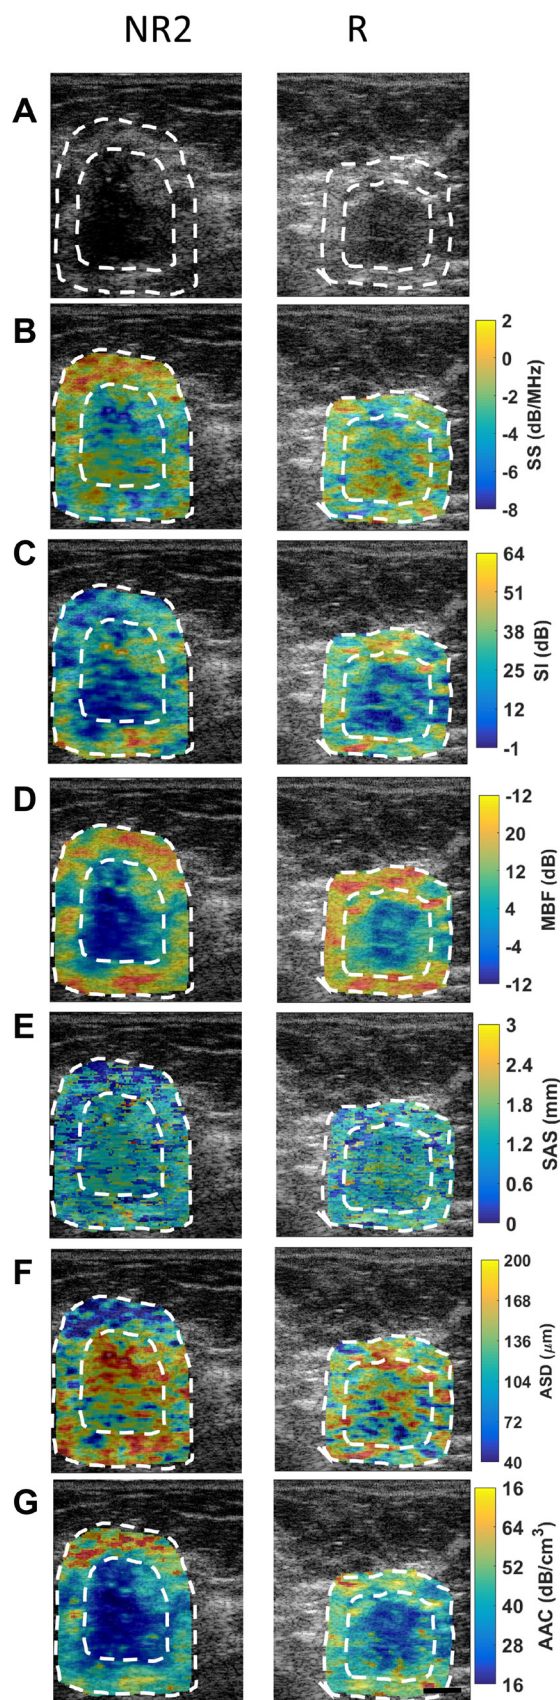 NR2 R
A
B
2
0
-2
-4
-6
-8
SS (dB/MHz)
C
64
51
38
25
12
-1
SI (dB)
D
-12
20
12
4
-4
-12
MBF (dB)
E
3
2.4
1.8
1.2
0.6
0
SAS (mm)
F
200
168
136
104
72
40
ASD (μm)
G
16
64
52
40
28
16
AAC (dB/cm³)